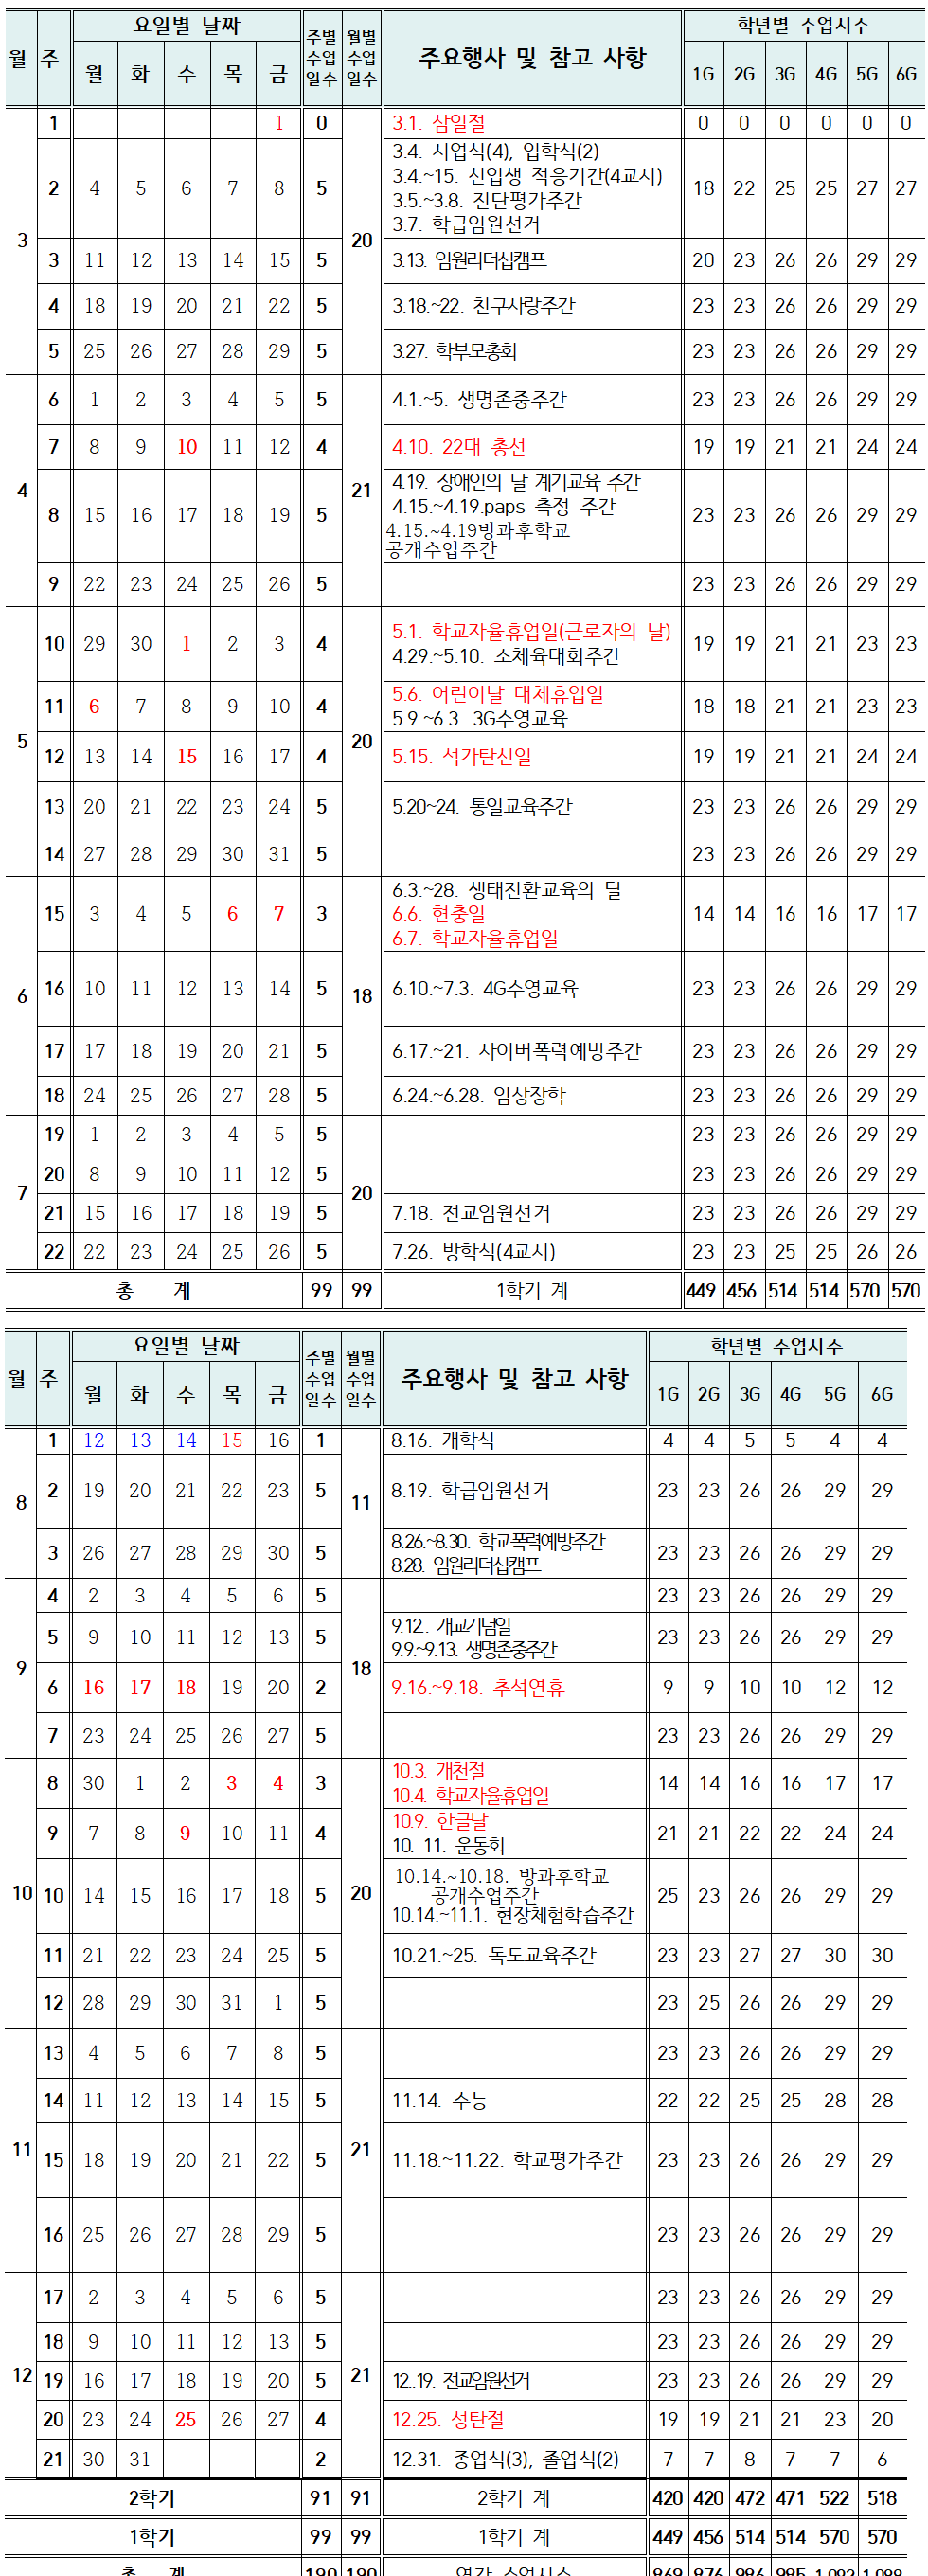 월 주 요일별 날짜 주별 수업 일수 월별 수업 일수 주요행사 및 참고 사항 학년별 수업시수
월 화 수 목 금 1G 2G 3G 4G 5G 6G
3 1 1 0 20 3.1. 삼일절 0 0 0 0 0 0
2 4 5 6 7 8 5 3.4. 시업식(4), 입학식(2)
3.4.~15. 신입생 적응기간(4교시)
3.5.~3.8. 진단평가주간
3.7. 학급임원선거
18 22 25 25 27 27
3 11 12 13 14 15 5 3.13. 임원리더십캠프 20 23 26 26 29 29
4 18 19 20 21 22 5 3.18.~22. 친구사랑주간 23 23 26 26 29 29
5 25 26 27 28 29 5 3.27. 학부모총회 23 23 26 26 29 29
4 6 1 2 3 4 5 5 21 4.1.~5. 생명존중주간 23 23 26 26 29 29
7 8 9 10 11 12 4 4.10. 22대 총선 19 19 21 21 24 24
8 15 16 17 18 19 5 4.19. 장애인의 날 계기교육 주간
4.15.~4.19.paps 측정 주간
4.15.~4.19방과후학교
공개수업주간
23 23 26 26 29 29
9 22 23 24 25 26 5 23 23 26 26 29 29
5 10 29 30 1 2 3 4 20 5.1. 학교자율휴업일(근로자의 날)
4.29.~5.10. 소체육대회주간
19 19 21 21 23 23
11 6 7 8 9 10 4 5.6. 어린이날 대체휴업일
5.9.~6.3. 3G수영교육
18 18 21 21 23 23
12 13 14 15 16 17 4 5.15. 석가탄신일 19 19 21 21 24 24
13 20 21 22 23 24 5 5.20~24. 통일교육주간 23 23 26 26 29 29
14 27 28 29 30 31 5 23 23 26 26 29 29
6 15 3 4 5 6 7 3 18 6.3.~28. 생태전환교육의 달
6.6. 현충일
6.7. 학교자율휴업일
14 14 16 16 17 17
16 10 11 12 13 14 5 6.10.~7.3. 4G수영교육 23 23 26 26 29 29
17 17 18 19 20 21 5 6.17.~21. 사이버폭력예방주간 23 23 26 26 29 29
18 24 25 26 27 28 5 6.24.~6.28. 임상장학 23 23 26 26 29 29
7 19 1 2 3 4 5 5 20 23 23 26 26 29 29
20 8 9 10 11 12 5 23 23 26 26 29 29
21 15 16 17 18 19 5 7.18. 전교임원선거 23 23 26 26 29 29
22 22 23 24 25 26 5 7.26. 방학식(4교시) 23 23 25 25 26 26
총 계 99 99 1학기 계 449 456 514 514 570 570
월 주 요일별 날짜 주별 수업 일수 월별 수업 일수 주요행사 및 참고 사항 학년별 수업시수
월 화 수 목 금 1G 2G 3G 4G 5G 6G
8 1 12 13 14 15 16 1 11 8.16. 개학식 4 4 5 5 4 4
2 19 20 21 22 23 5 8.19. 학급임원선거 23 23 26 26 29 29
3 26 27 28 29 30 5 8.26.~8.30. 학교폭력예방주간
8.28. 임원리더십캠프
23 23 26 26 29 29
9 4 2 3 4 5 6 5 18 23 23 26 26 29 29
5 9 10 11 12 13 5 9.12. 개교기념일
9.9.~9.13. 생명존중주간
23 23 26 26 29 29
6 16 17 18 19 20 2 9.16.~9.18. 추석연휴 9 9 10 10 12 12
7 23 24 25 26 27 5 23 23 26 26 29 29
10 8 30 1 2 3 4 3 20 10.3. 개천절
10.4. 학교자율휴업일
14 14 16 16 17 17
9 7 8 9 10 11 4 10.9. 한글날
10. 11. 운동회
21 21 22 22 24 24
10 14 15 16 17 18 5 10.14.~10.18. 방과후학교
공개수업주간
10.14.~11.1. 현장체험학습주간
25 23 26 26 29 29
11 21 22 23 24 25 5 10.21.~25. 독도교육주간 23 23 27 27 30 30
12 28 29 30 31 1 5 23 25 26 26 29 29
11 13 4 5 6 7 8 5 21 23 23 26 26 29 29
14 11 12 13 14 15 5 11.14. 수능 22 22 25 25 28 28
15 18 19 20 21 22 5 11.18.~11.22. 학교평가주간 23 23 26 26 29 29
16 25 26 27 28 29 5 23 23 26 26 29 29
12 17 2 3 4 5 6 5 21 23 23 26 26 29 29
18 9 10 11 12 13 5 23 23 26 26 29 29
19 16 17 18 19 20 5 12..19. 전교임원선거 23 23 26 26 29 29
20 23 24 25 26 27 4 12.25. 성탄절 19 19 21 21 23 20
21 30 31 2 12.31. 종업식(3), 졸업식(2) 7 7 8 7 7 6
2학기 91 91 2학기 계 420 420 472 471 522 518
1학기 99 99 1학기 계 449 456 514 514 570 570
총 계 190 190 연간 수업시수 869 876 986 985 1,092 1,088